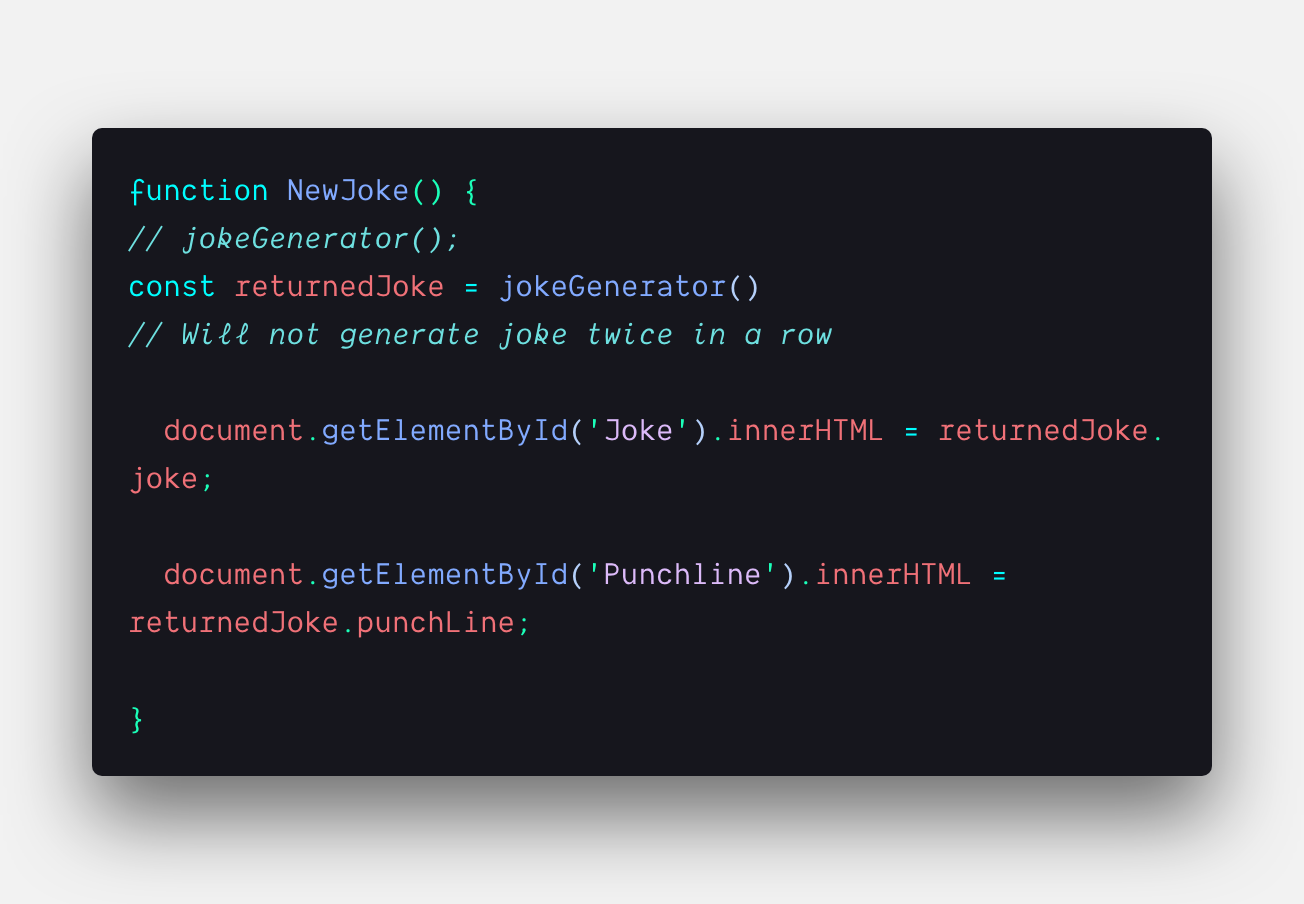 function NewJoke() {
// jokeGenerator();
const returnedJoke = jokeGenerator()
// Will not generate joke twice in a row
document.getElementById('Joke').innerHTML = returnedJoke.
joke;
document.getElementById('Punchline').innerHTML =
returnedJoke.punchLine;
}